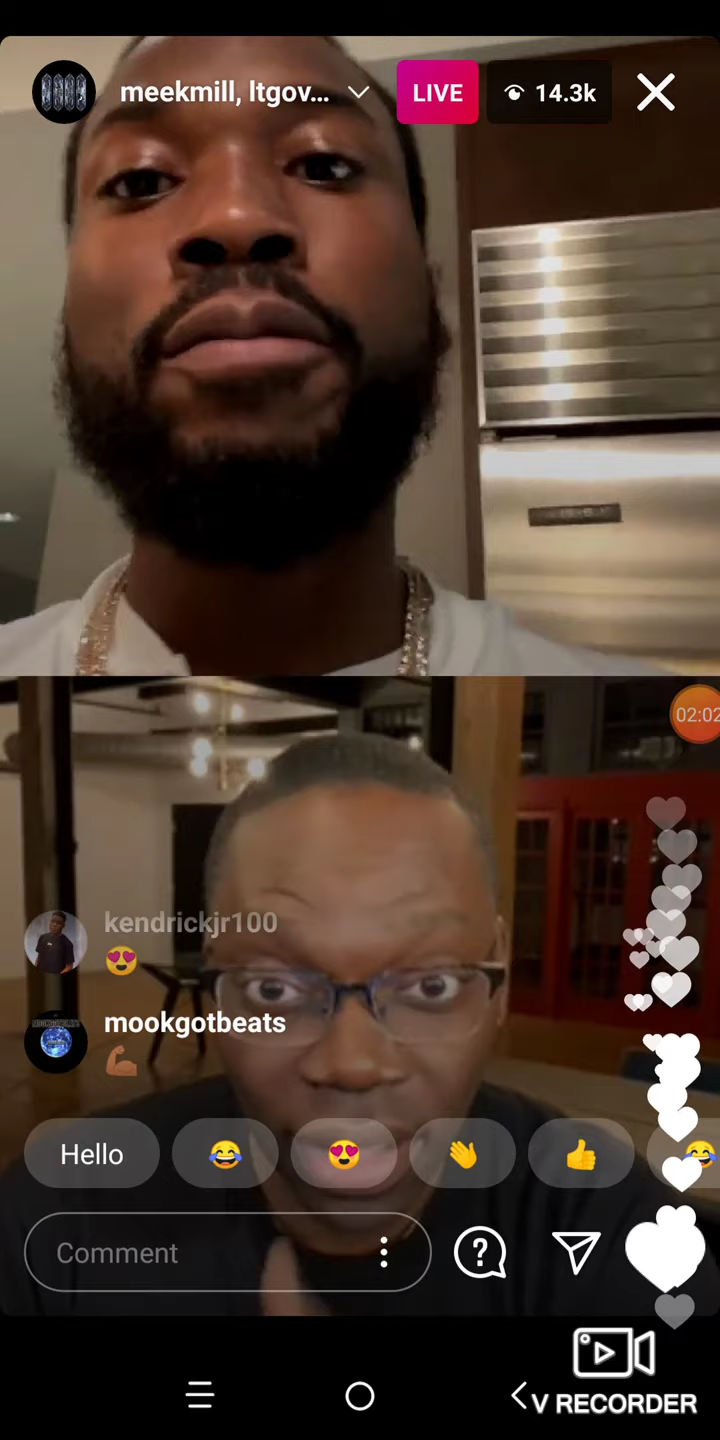 meekmill, ltgov...
LIVE
14.3k
02:02
kendrickjr100
mookgotbeats
Hello
Comment
V RECORDER